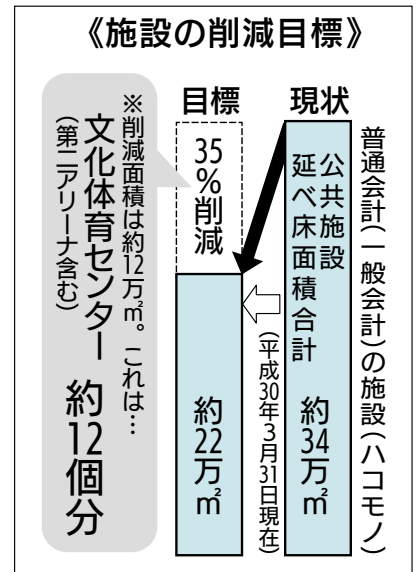 《施設の削減目標》
普通会計(一般会計)の施設(ハコモノ)
現状
公共施設
延べ床面積合計
約34万㎡
(平成30年3月31日現在)
目標
35%削減
約22万㎡
※削減面積は約12万㎡。これは…
文化体育センター 約12個分
(第二アリーナ含む)